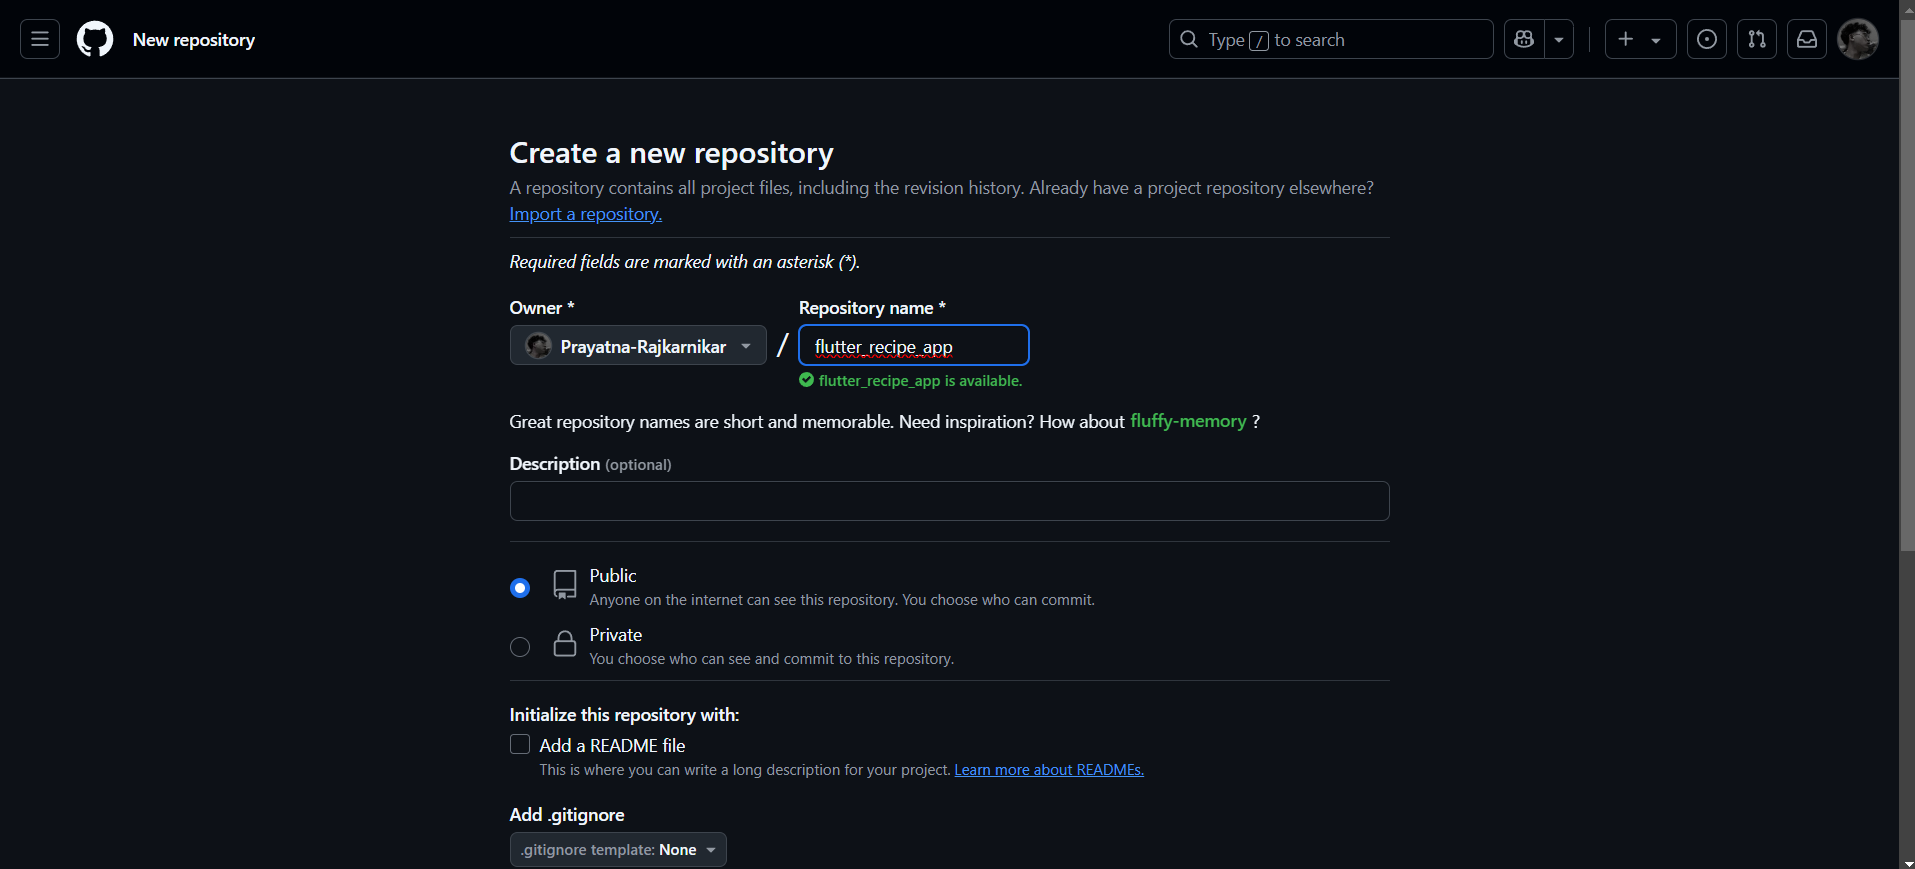 New repository
Type / to search
Create a new repository
A repository contains all project files, including the revision history. Already have a project repository elsewhere?
Import a repository.
Required fields are marked with an asterisk (*).
Owner *
Repository name *
Prayatna-Rajkarnikar
/
flutter_recipe_app
flutter_recipe_app is available.
Great repository names are short and memorable. Need inspiration? How about fluffy-memory ?
Description (optional)
Public
Anyone on the internet can see this repository. You choose who can commit.
Private
You choose who can see and commit to this repository.
Initialize this repository with:
Add a README file
This is where you can write a long description for your project. Learn more about READMEs.
Add .gitignore
.gitignore template: None